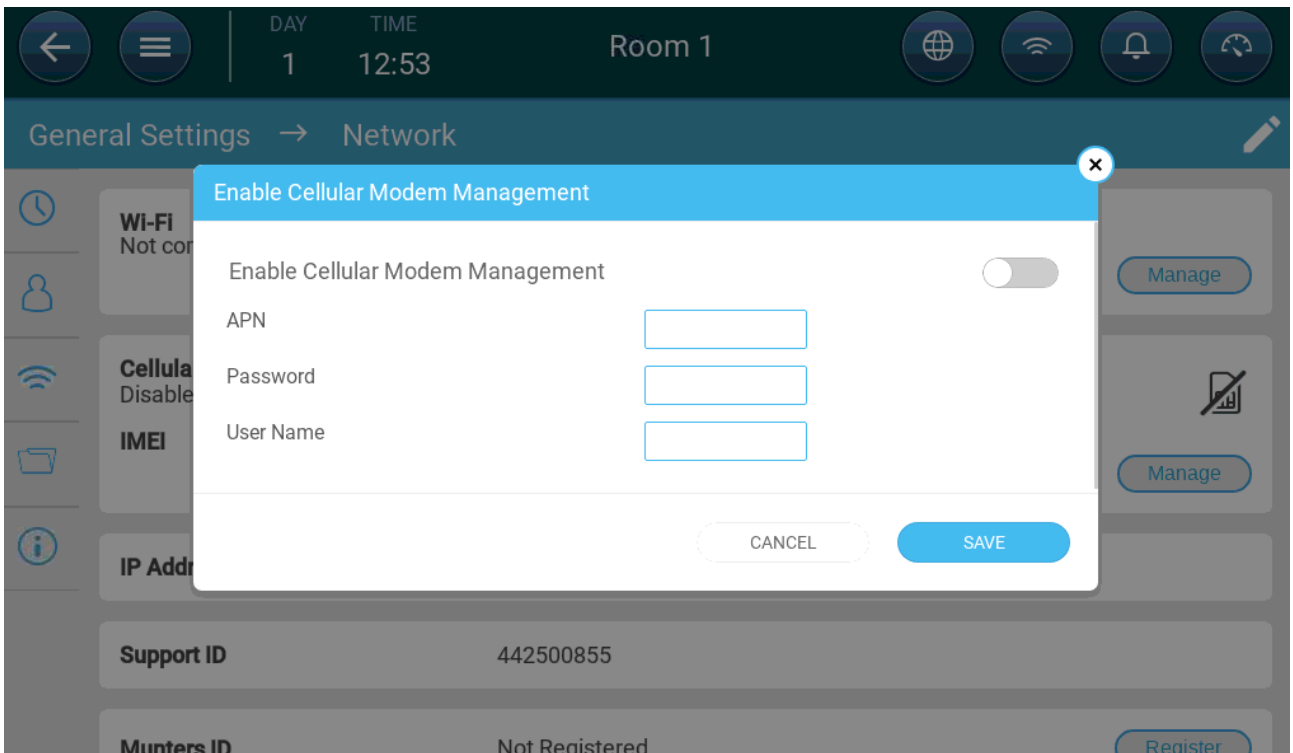 DAY TIME
1 12:53
Room 1
General Settings → Network
Enable Cellular Modem Management
Wi-Fi
Not cor
Enable Cellular Modem Management
Manage
APN
Cellula
Password
Disable
User Name
IMEI
Manage
CANCEL SAVE
IP Addr
Support ID 442500855
Munters ID Not Registered Register